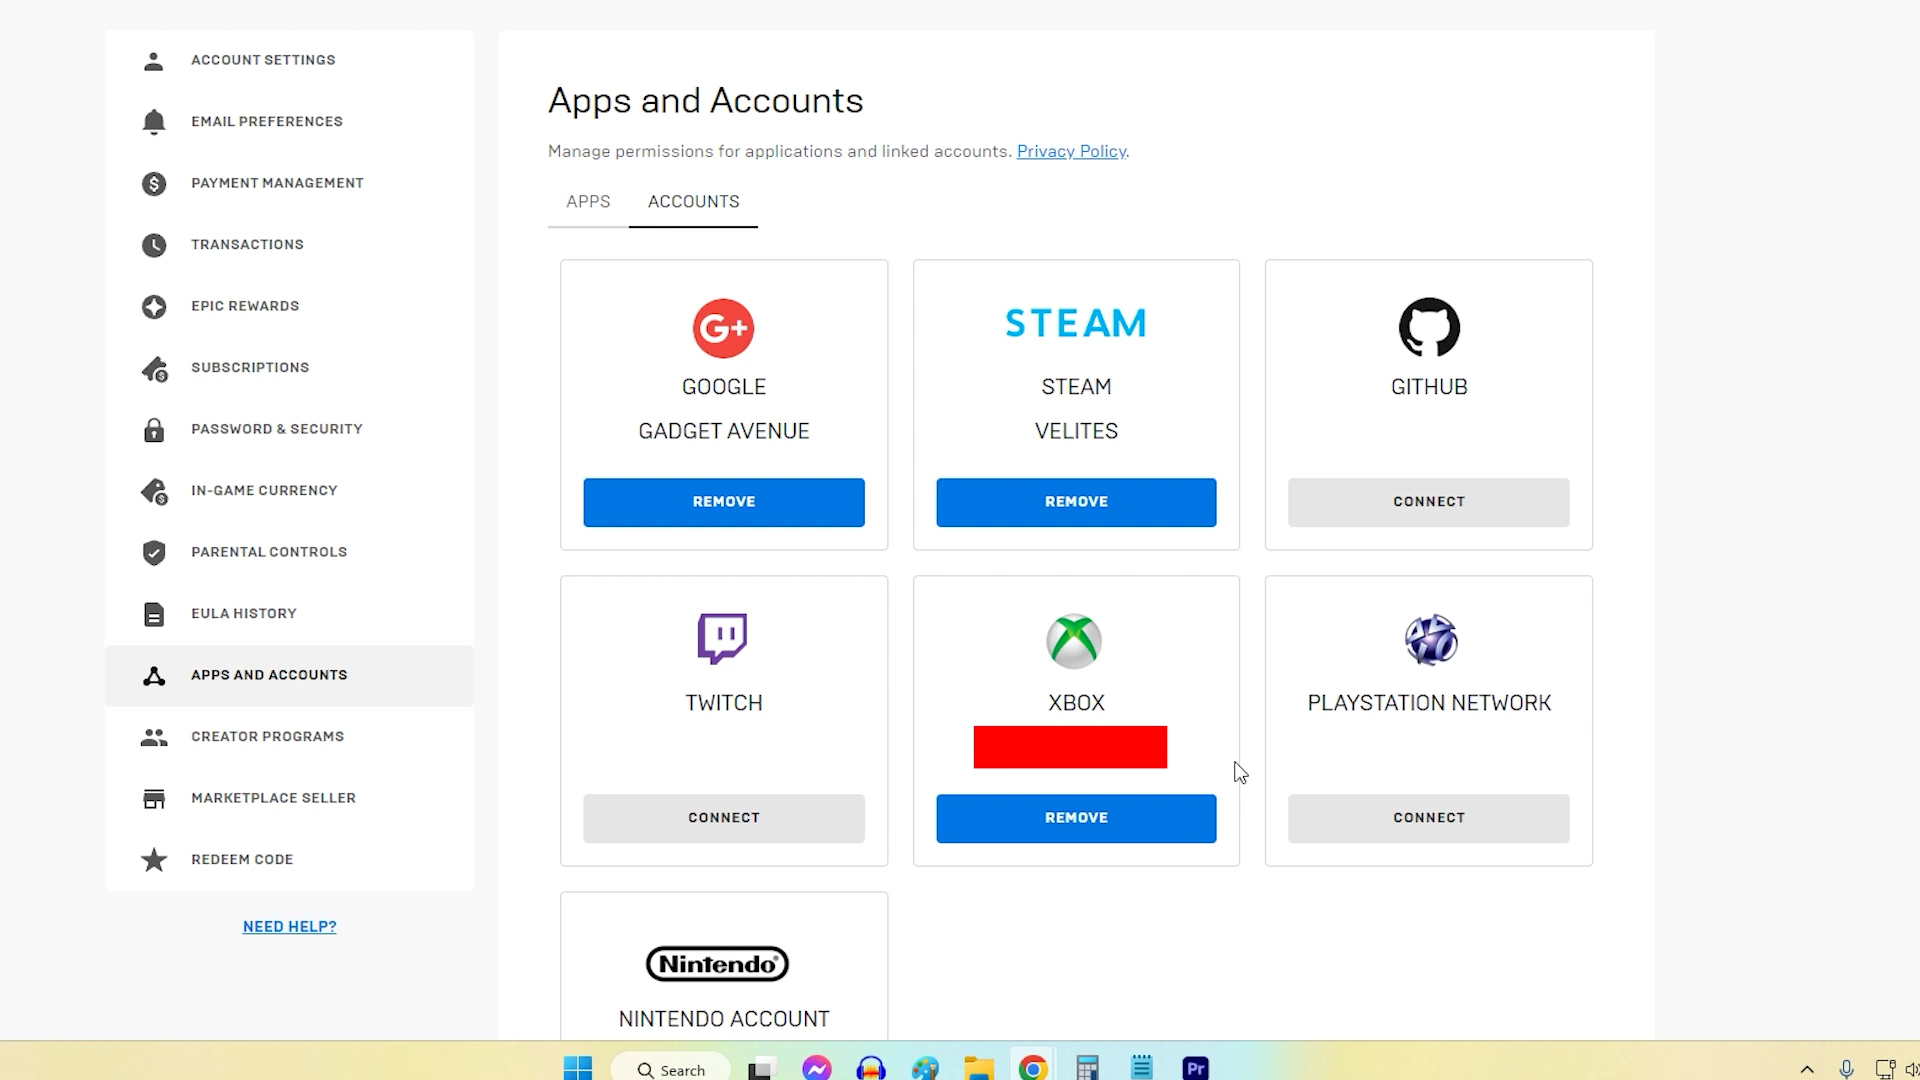 ACCOUNT SETTINGS
EMAIL PREFERENCES
PAYMENT MANAGEMENT
TRANSACTIONS
EPIC REWARDS
SUBSCRIPTIONS
PASSWORD & SECURITY
IN-GAME CURRENCY
PARENTAL CONTROLS
EULA HISTORY
APPS AND ACCOUNTS
CREATOR PROGRAMS
MARKETPLACE SELLER
REDEEM CODE
NEED HELP?
Apps and Accounts
Manage permissions for applications and linked accounts. Privacy Policy.
APPS ACCOUNTS
G+
GOOGLE
GADGET AVENUE
REMOVE
STEAM
STEAM
VELITES
REMOVE
GITHUB
CONNECT
TWITCH
CONNECT
XBOX
REMOVE
PLAYSTATION NETWORK
CONNECT
Nintendo®
NINTENDO ACCOUNT
Search
Pr